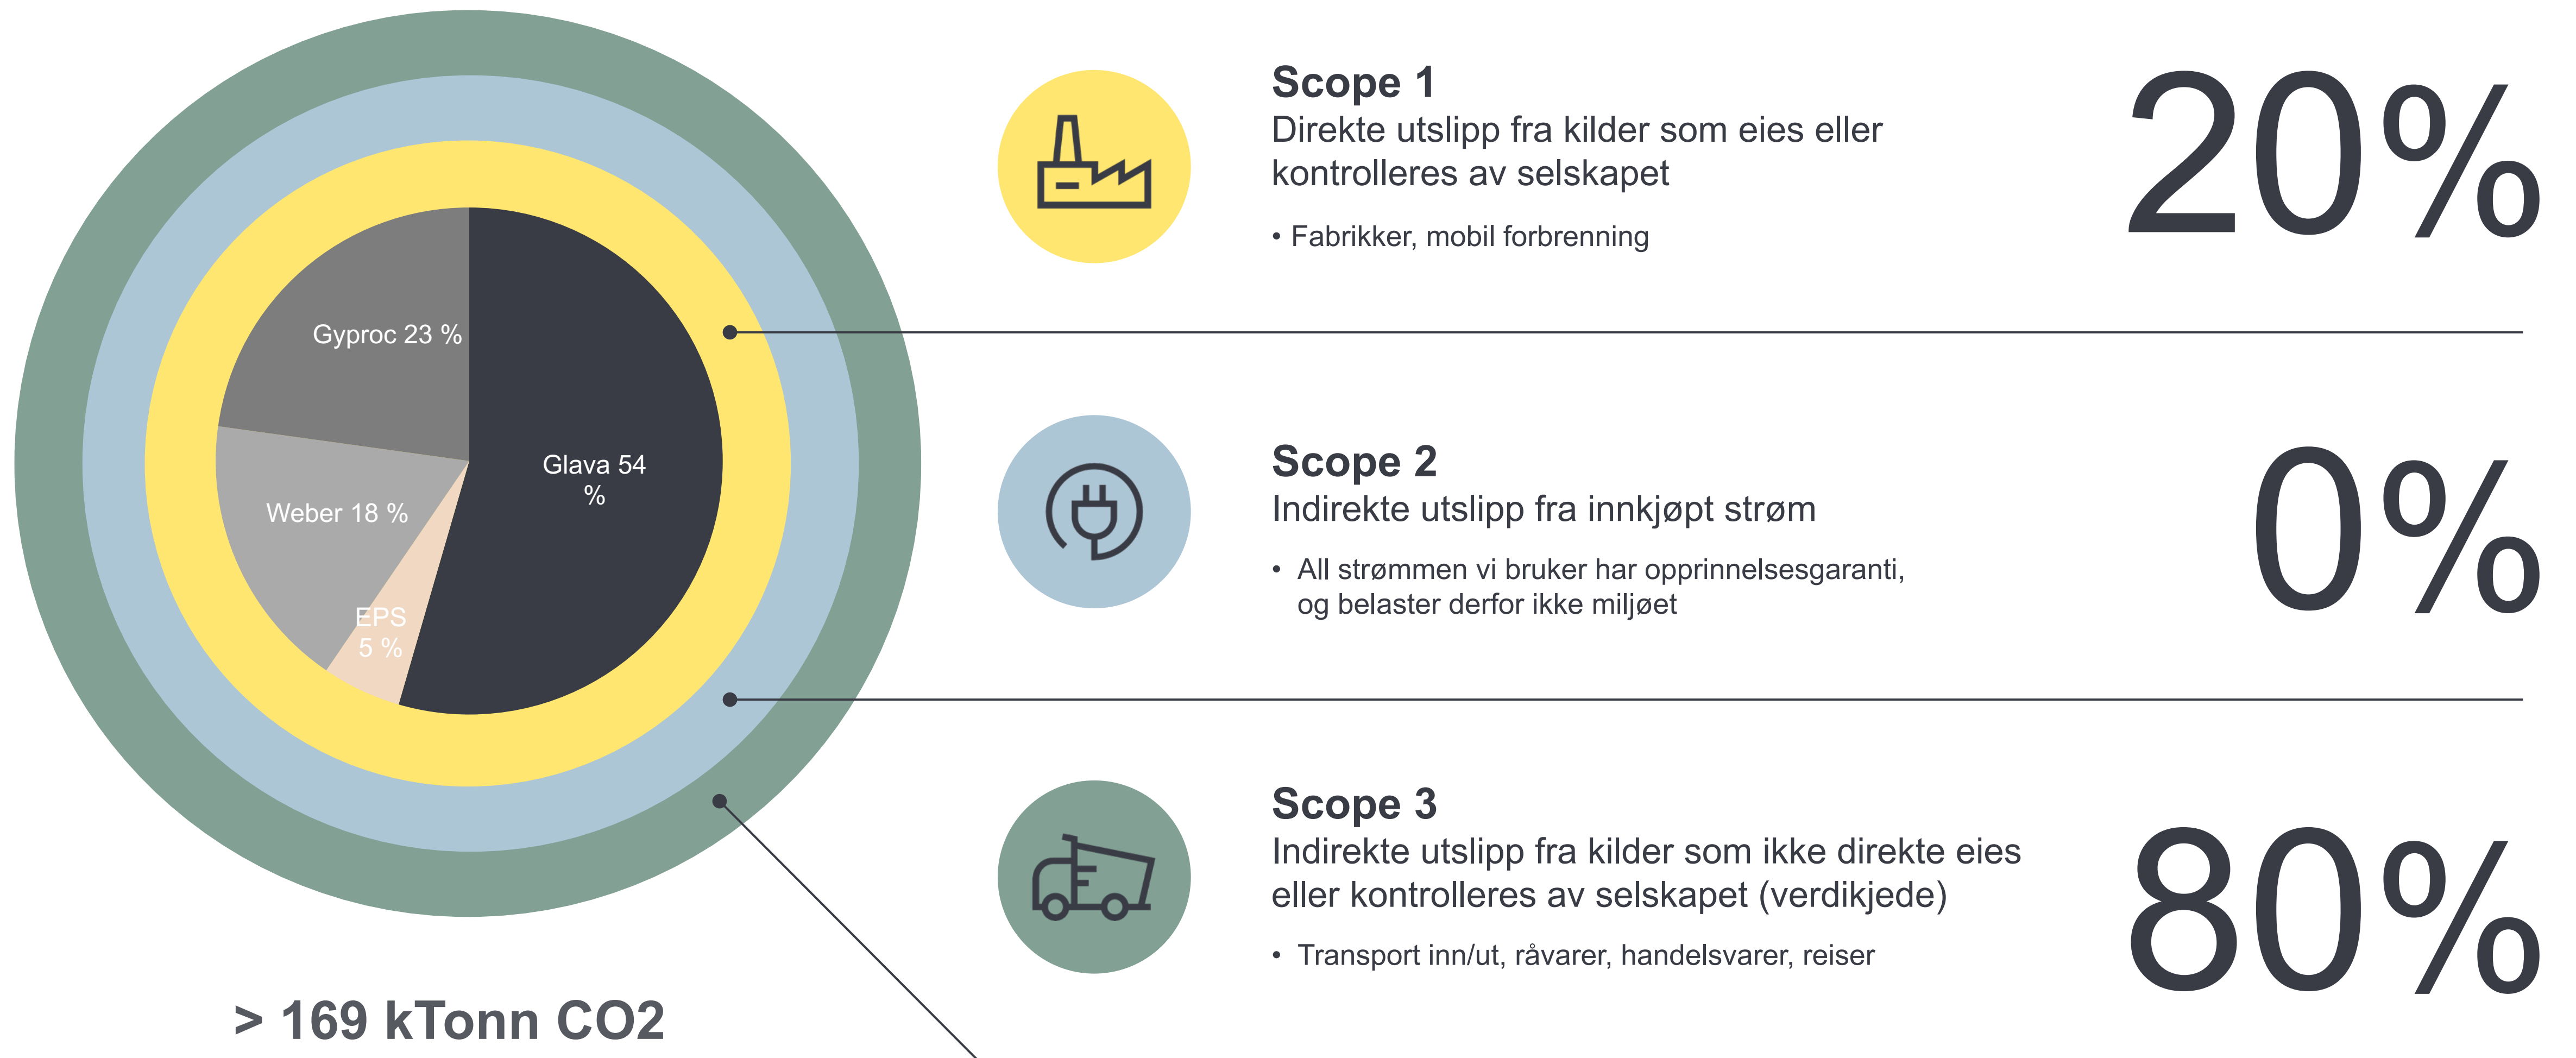 Gyproc 23 %
Glava 54
%
Weber 18 %
EPS
5 %
> 169 kTonn CO2
Scope 1
Direkte utslipp fra kilder som eies eller
kontrolleres av selskapet
• Fabrikker, mobil forbrenning
20%
Scope 2
Indirekte utslipp fra innkjøpt strøm
• All strømmen vi bruker har opprinnelsesgaranti,
og belaster derfor ikke miljøet
0%
Scope 3
Indirekte utslipp fra kilder som ikke direkte eies
eller kontrolleres av selskapet (verdikjede)
• Transport inn/ut, råvarer, handelsvarer, reiser
80%